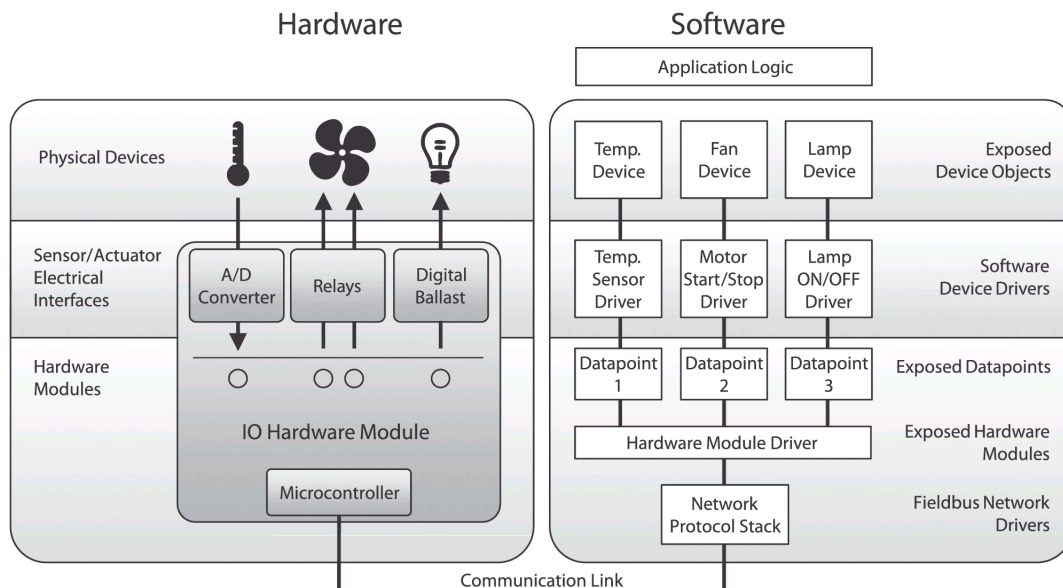 Hardware
Software
Application Logic
Physical Devices
Temp.
Device
Fan
Device
Lamp
Device
Exposed
Device Objects
Sensor/Actuator
Electrical
Interfaces
A/D
Converter
Relays
Digital
Ballast
Temp.
Sensor
Driver
Motor
Start/Stop
Driver
Lamp
ON/OFF
Driver
Software
Device Drivers
Hardware
Modules
Datapoint
1
Datapoint
2
Datapoint
3
Exposed Datapoints
IO Hardware Module
Hardware Module Driver
Exposed Hardware
Modules
Microcontroller
Network
Protocol Stack
Fieldbus Network
Drivers
Communication Link